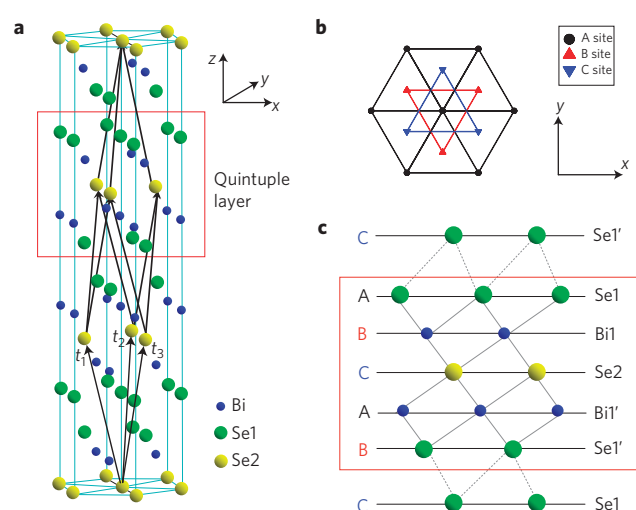 a
z
y
x
Quintuple
layer
t1
t2
t3
Bi
Se1
Se2
b
A site
B site
C site
y
x
c
C Se1′
A Se1
B Bi1
C Se2
A Bi1′
B Se1′
C Se1